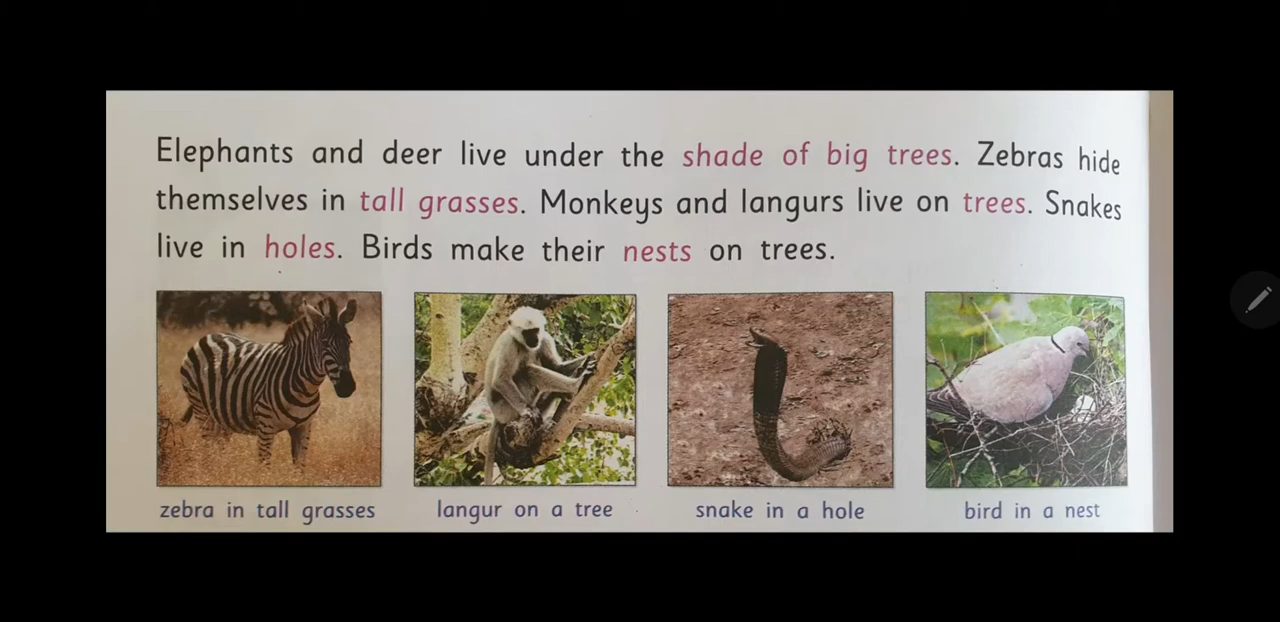 Elephants and deer live under the shade of big trees. Zebras hide
themselves in tall grasses. Monkeys and langurs live on trees. Snakes
live in holes. Birds make their nests on trees.
zebra in tall grasses
langur on a tree
snake in a hole
bird in a nest